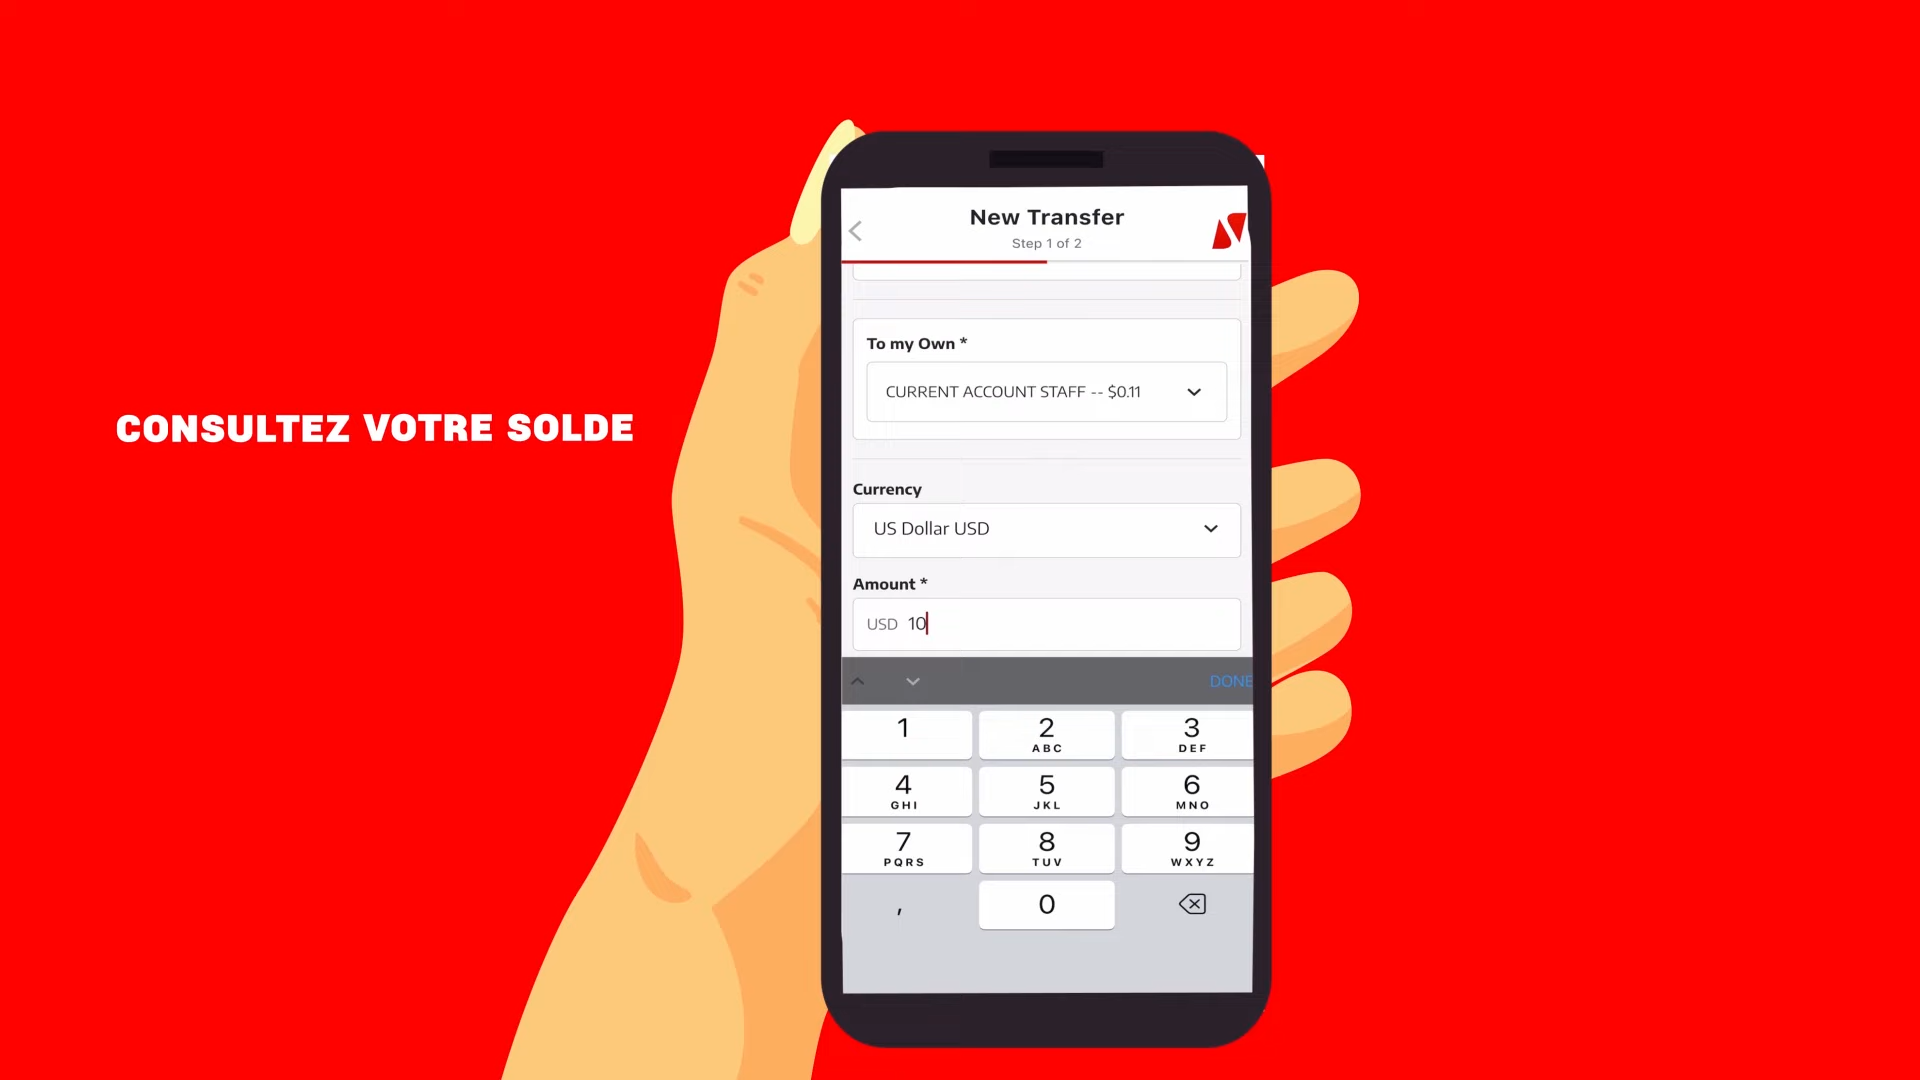 CONSULTEZ VOTRE SOLDE
New Transfer
Step 1 of 2
To my Own *
CURRENT ACCOUNT STAFF -- $0.11
Currency
US Dollar USD
Amount *
USD 10
DONE
1
2
ABC
3
DEF
4
GHI
5
JKL
6
MNO
7
PQRS
8
TUV
9
WXYZ
,
0